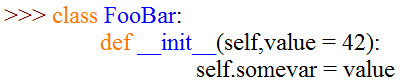 >>> class FooBar:
def __init__(self,value = 42):
self.somevar = value